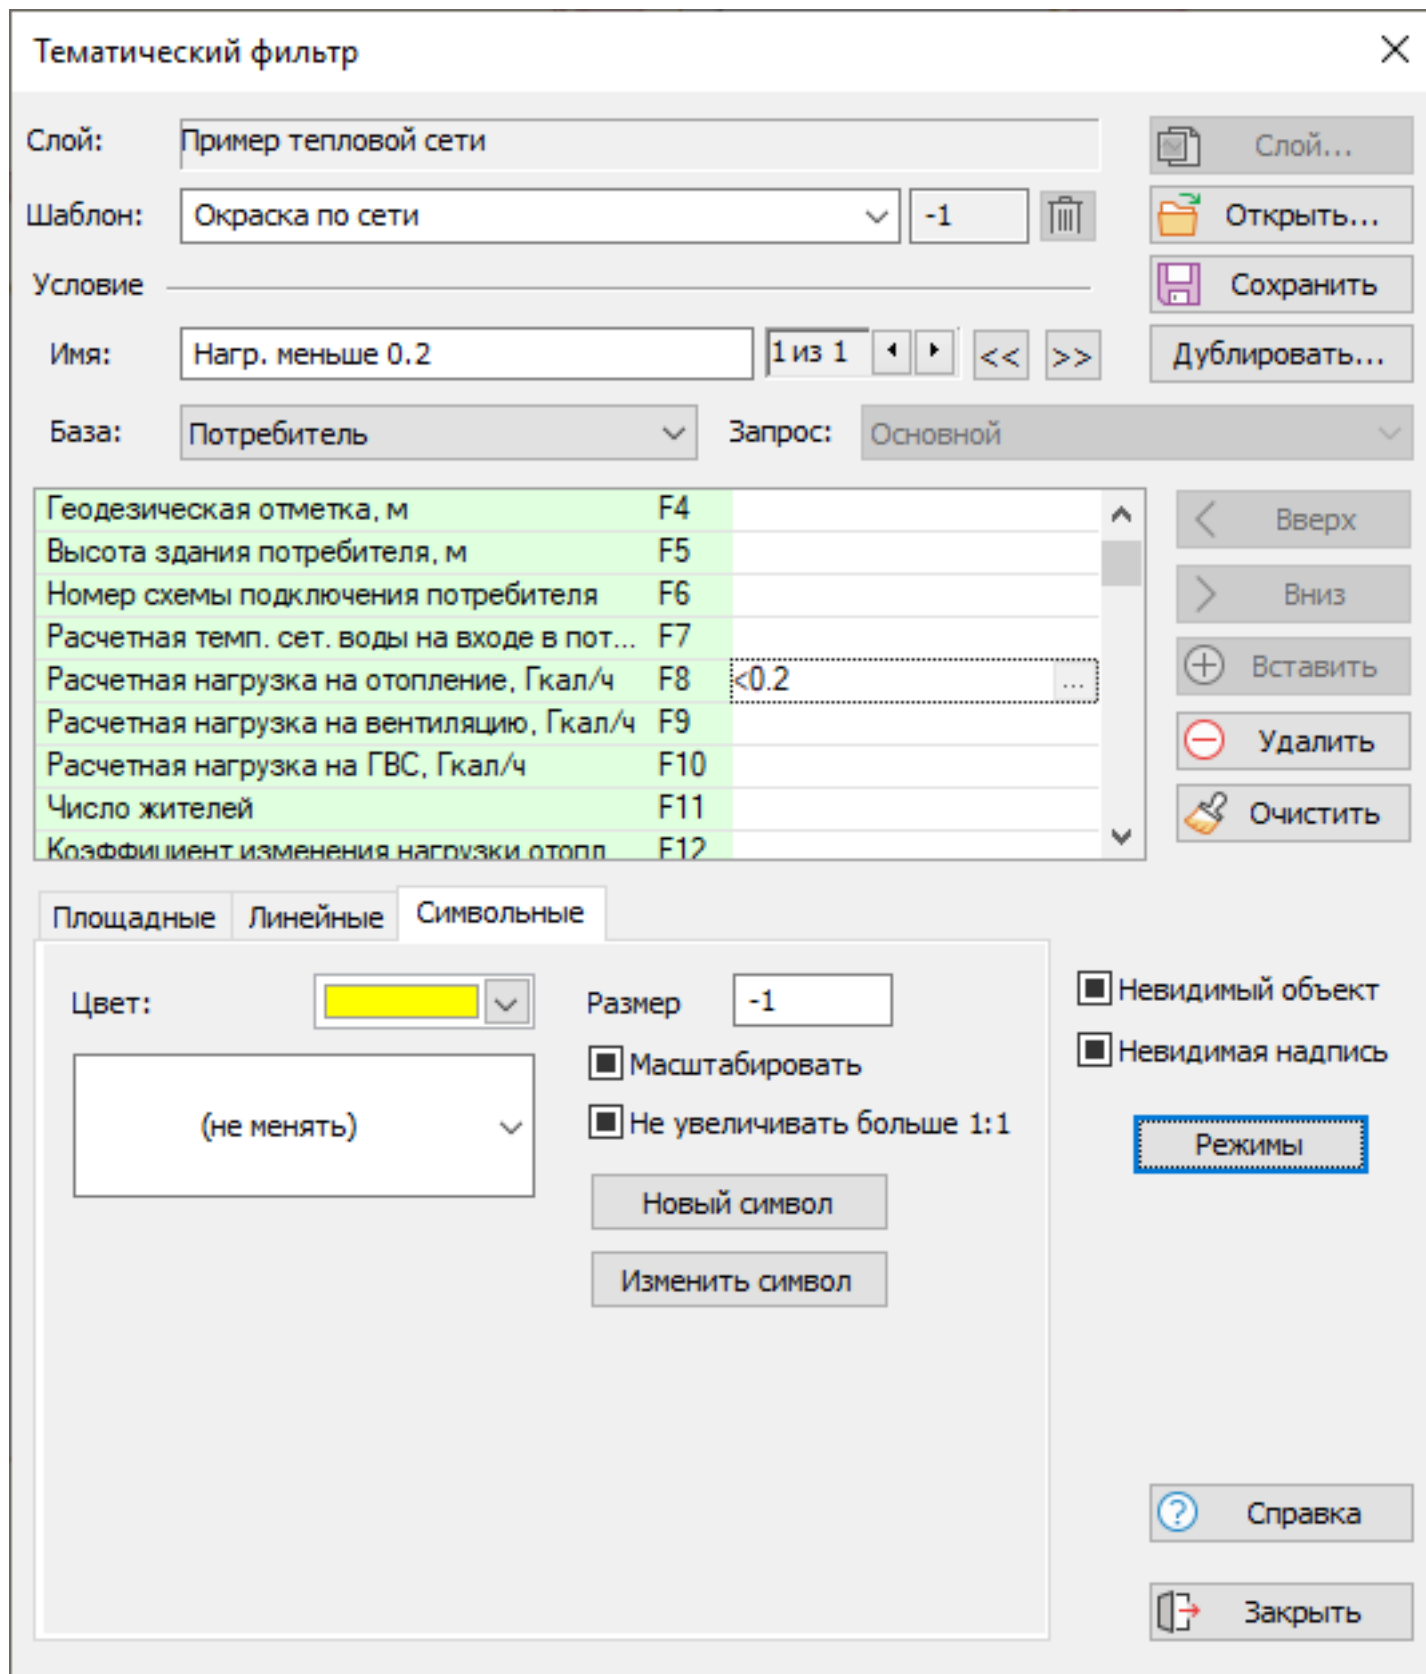 Тематический фильтр
Слой: Пример тепловой сети Слой...
Шаблон: Окраска по сети -1 Открыть...
Условие Сохранить
Имя: Нагр. меньше 0.2 1 из 1 << >> Дублировать...
База: Потребитель Запрос: Основной
Геодезическая отметка, м F4 Вверх
Высота здания потребителя, м F5
Номер схемы подключения потребителя F6 Вниз
Расчетная темп. сет. воды на входе в пот... F7
Расчетная нагрузка на отопление, Гкал/ч F8 <0.2 ... Вставить
Расчетная нагрузка на вентиляцию, Гкал/ч F9
Расчетная нагрузка на ГВС, Гкал/ч F10 Удалить
Число жителей F11 Очистить
Коэффициент изменения нагрузки отопл F12
Площадные Линейные Символьные
Цвет: Размер -1 Невидимый объект
Масштабировать Невидимая надпись
(не менять) Не увеличивать больше 1:1 Режимы
Новый символ
Изменить символ
Справка
Закрыть